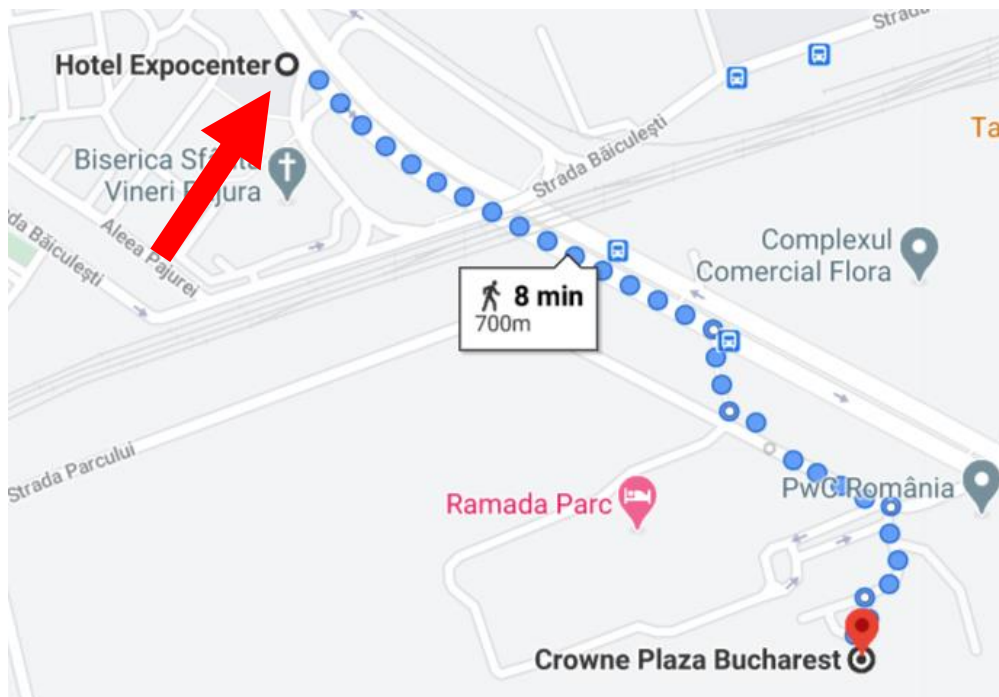 Strada
Hotel Expocenter
Ta
Strada Băiculești
Biserica
Vineri
Aleea Pajurei
Băiculești
Complexul
Comercial Flora
8 min
700m
Strada Parcului
PwC România
Ramada Parc
Crowne Plaza Bucharest